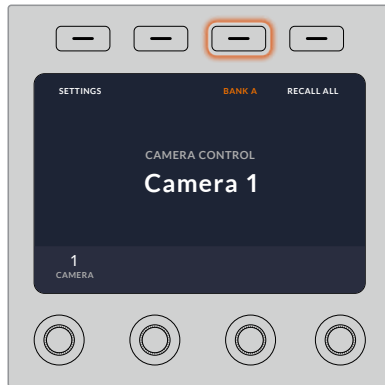 SETTINGS BANK A RECALL ALL
CAMERA CONTROL
Camera 1
1
CAMERA